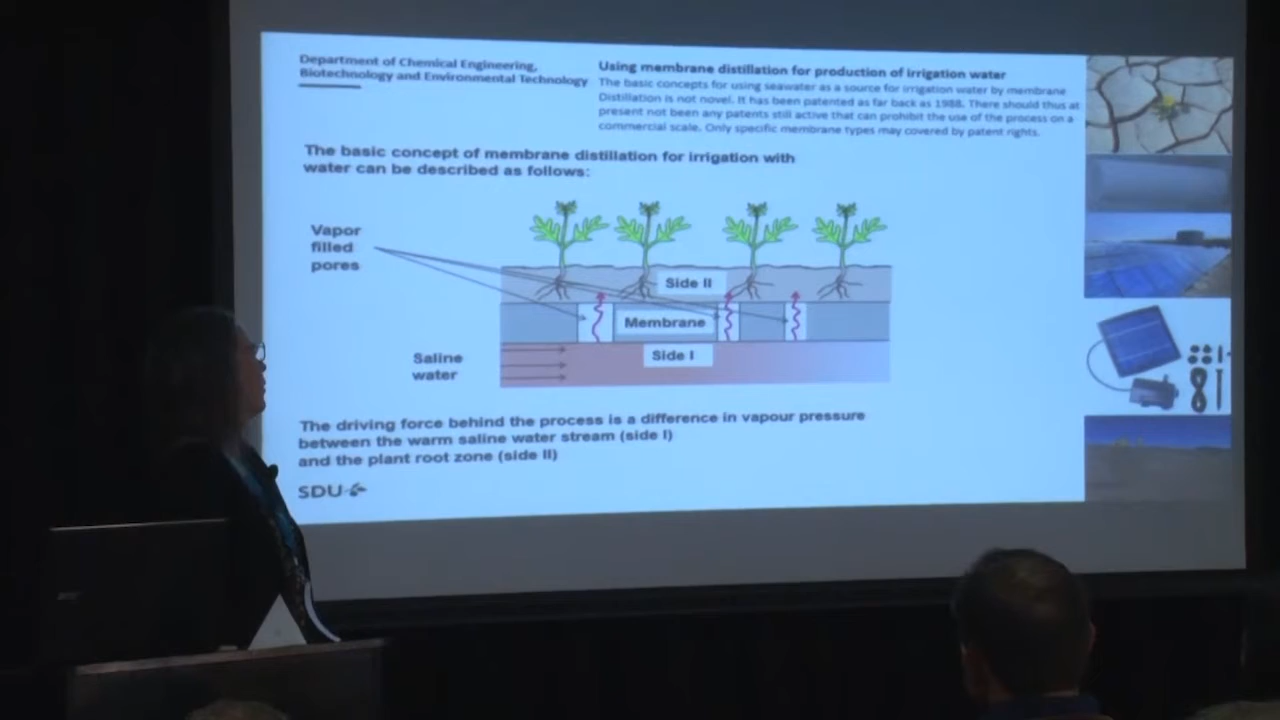 Department of Chemical Engineering,
Biotechnology and Environmental Technology
Using membrane distillation for production of irrigation water
The basic concepts for using seawater as a source for irrigation water by membrane
Distillation is not novel. It has been patented as far back as 1988. There should thus at
present not been any patents still active that can prohibit the use of the process on a
commercial scale. Only specific membrane types may covered by patent rights.
The basic concept of membrane distillation for irrigation with
water can be described as follows:
Vapor
filled
pores
Side II
Membrane
Side I
Saline
water
The driving force behind the process is a difference in vapour pressure
between the warm saline water stream (side I)
and the plant root zone (side II)
SDU